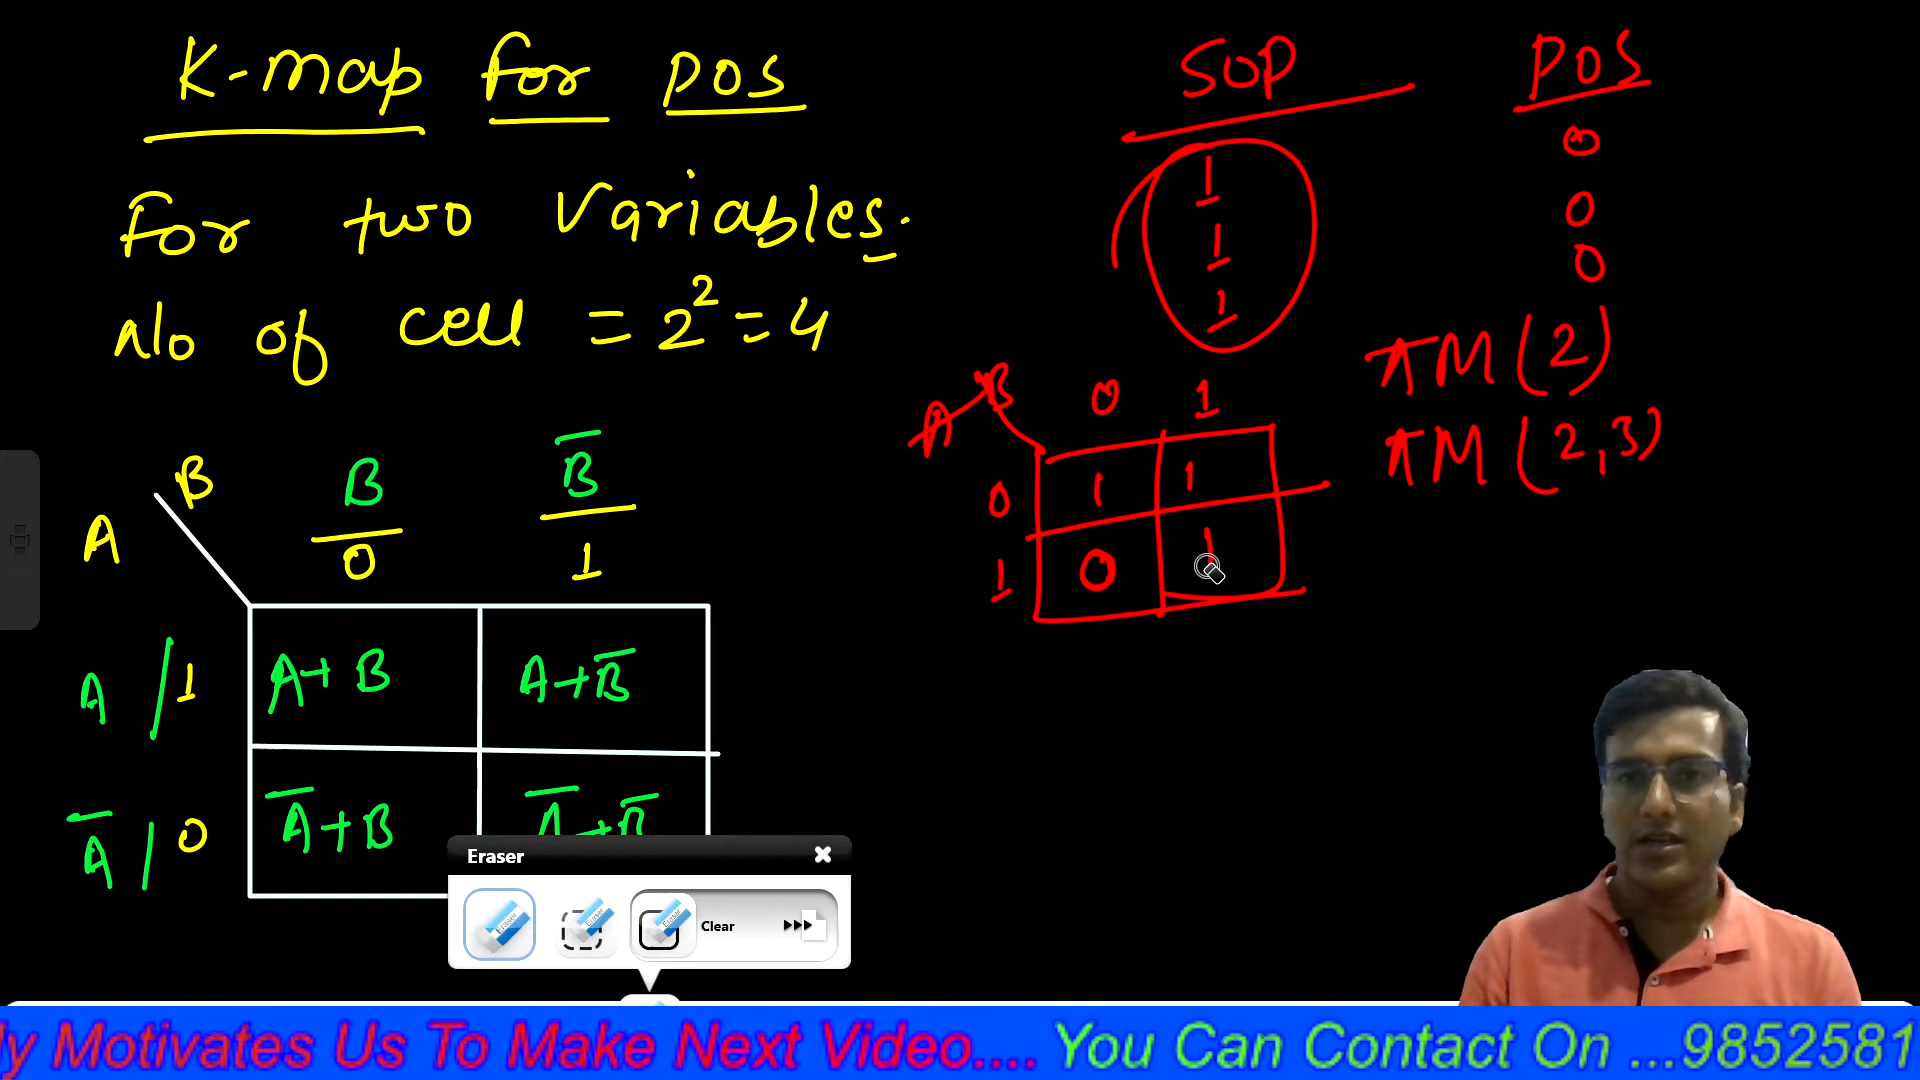 K-map for POS
for two variables.
No of cell = 2² = 4
B
A
B
0
B̅
1
A / 1
A + B
A + B̅
A̅ / 0
A̅ + B
A̅ + B̅
SOP
1
1
1
POS
0
0
0
πM (2)
πM (2,3)
A B 0 1
0 1 1
1 0 1
Eraser
Clear
ly Motivates Us To Make Next Video.... You Can Contact On ...9852581